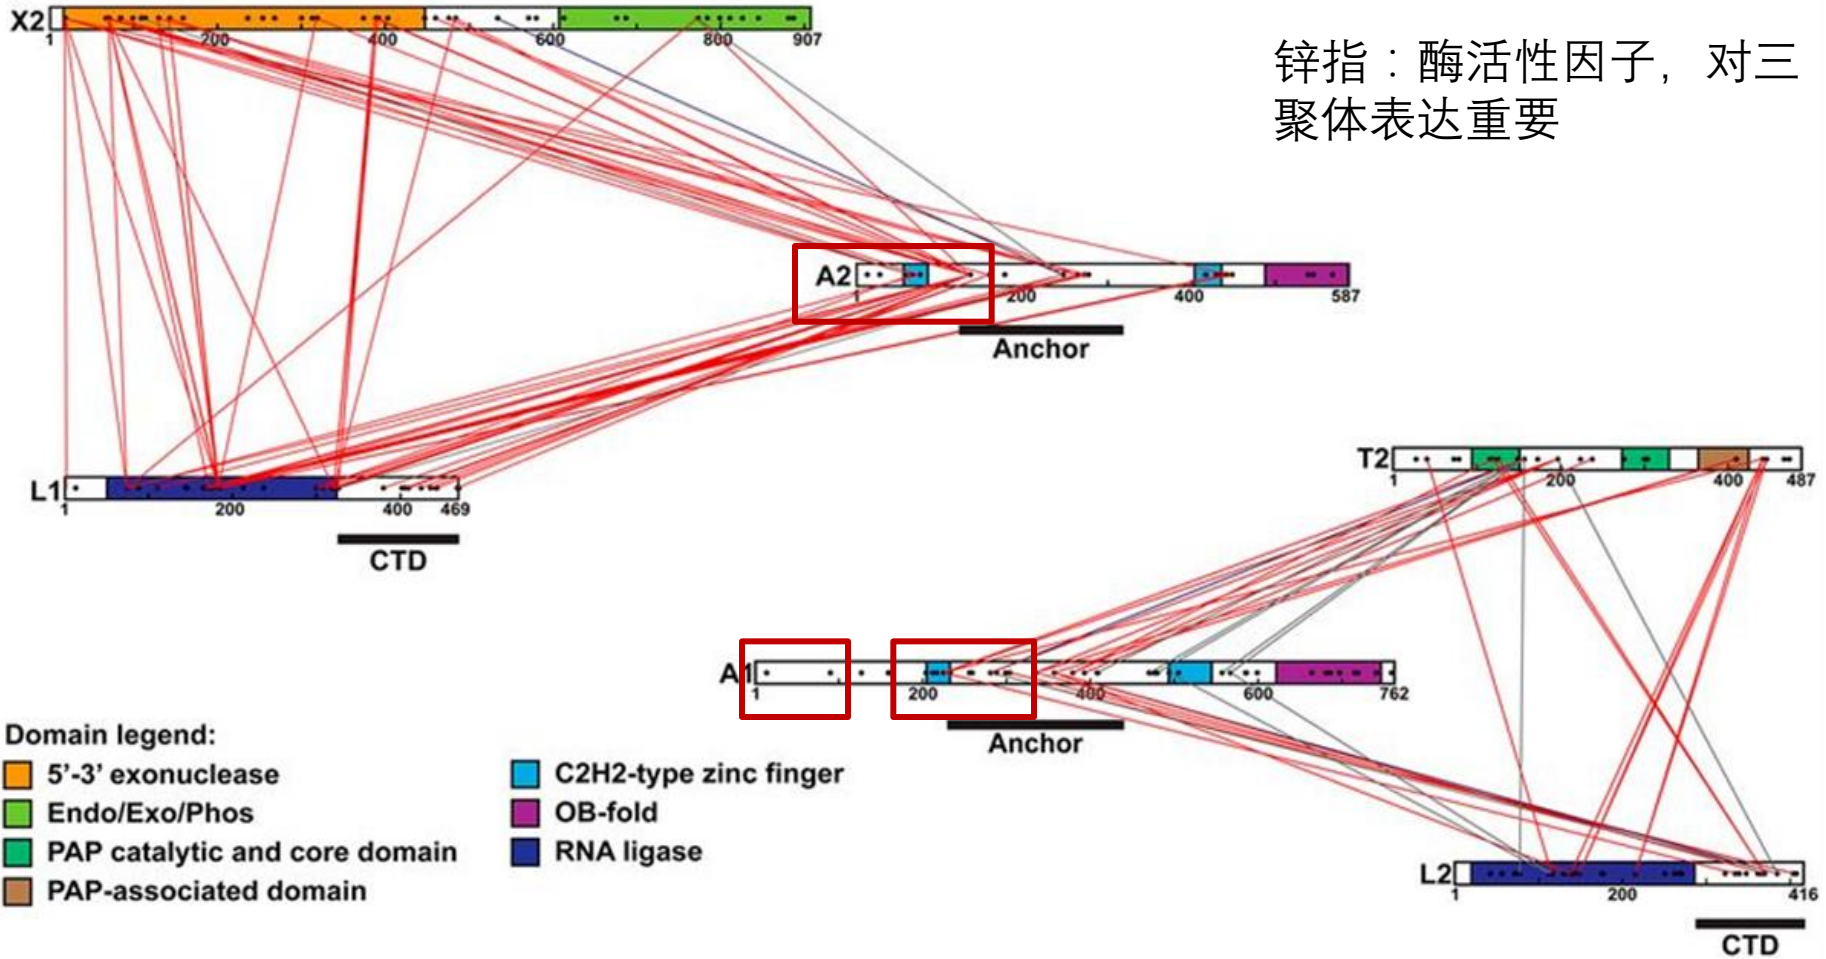 X2
1 200 400 600 800 907
锌指：酶活性因子，对三
聚体表达重要
A2
1 200 400 587
Anchor
L1
1 200 400 469
CTD
T2
1 200 400 487
A1
1 200 400 600 762
Anchor
L2
1 200 416
CTD
Domain legend:
5’-3’ exonuclease
Endo/Exo/Phos
PAP catalytic and core domain
PAP-associated domain
C2H2-type zinc finger
OB-fold
RNA ligase